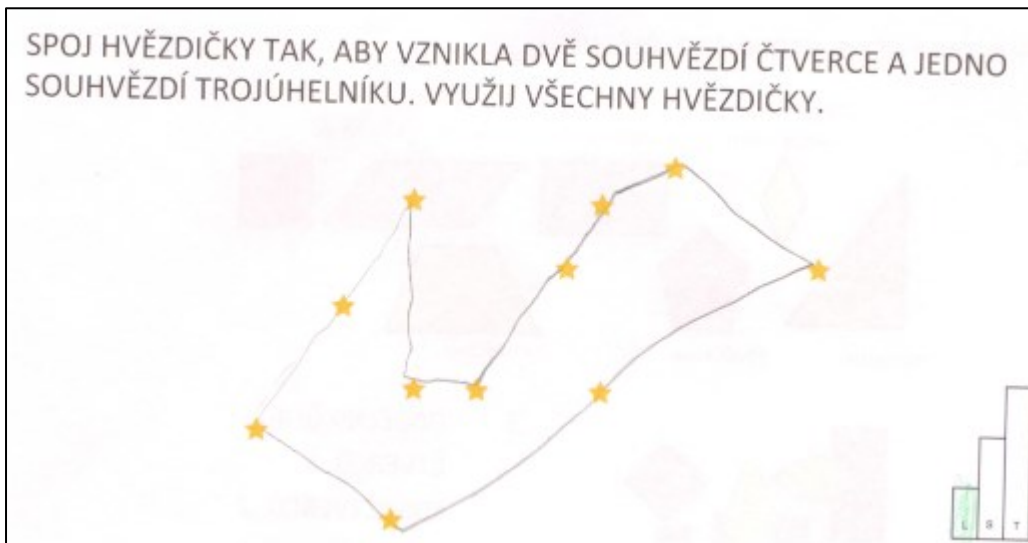 SPOJ HVĚZDIČKY TAK, ABY VZNIKLA DVĚ SOUHVĚZDÍ ČTVERCE A JEDNO
SOUHVĚZDÍ TROJÚHELNÍKU. VYUŽIJ VŠECHNY HVĚZDIČKY.
L S T